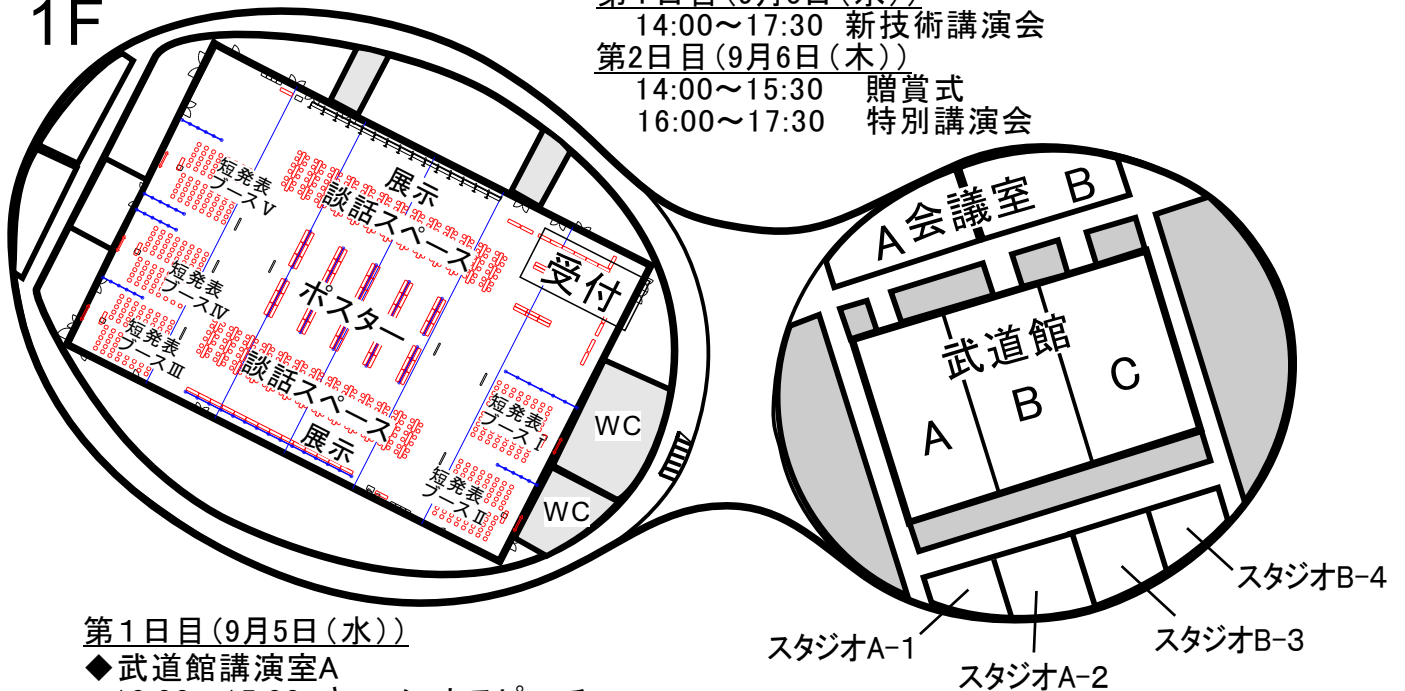 1F
14:00～17:30 新技術講演会
第2日目(9月6日(木))
14:00～15:30 贈賞式
16:00～17:30 特別講演会
展示
談話スペース
受付
ポスター
談話スペース
展示
短発表
ブースⅤ
短発表
ブースⅣ
短発表
ブースⅢ
短発表
ブースⅠ
短発表
ブースⅡ
WC
WC
A 会議室 B
武道館
A
B
C
スタジオB-4
スタジオB-3
スタジオA-1
スタジオA-2
第1日目(9月5日(水))
◆武道館講演室A